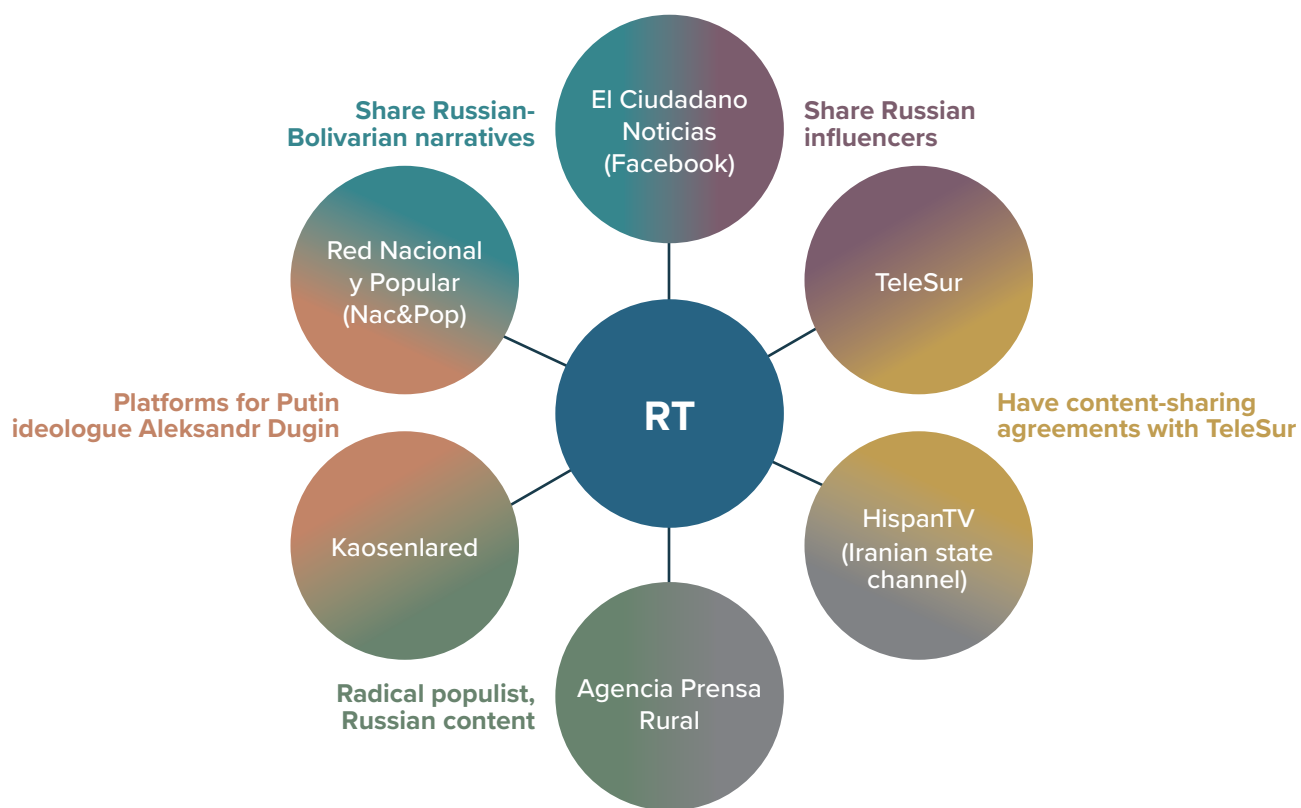 El Ciudadano
Noticias
(Facebook)
Share Russian-
Bolivarian narratives
Share Russian
influencers
Red Nacional
y Popular
(Nac&Pop)
TeleSur
RT
Platforms for Putin
ideologue Aleksandr Dugin
Have content-sharing
agreements with TeleSur
Kaosenlared
HispanTV
(Iranian state
channel)
Radical populist,
Russian content
Agencia Prensa
Rural